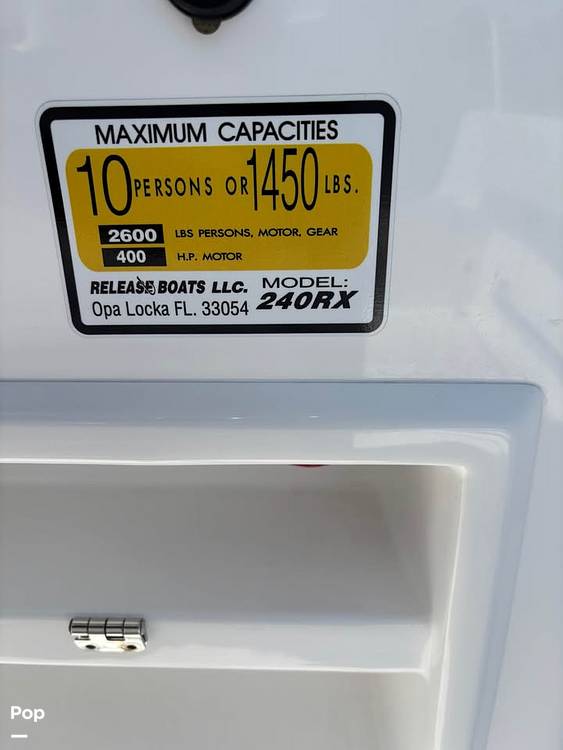 MAXIMUM CAPACITIES
10 PERSONS OR 1450 LBS.
2600 LBS PERSONS, MOTOR, GEAR
400 H.P. MOTOR
RELEASE BOATS LLC. MODEL:
Opa Locka FL. 33054 240RX
Pop